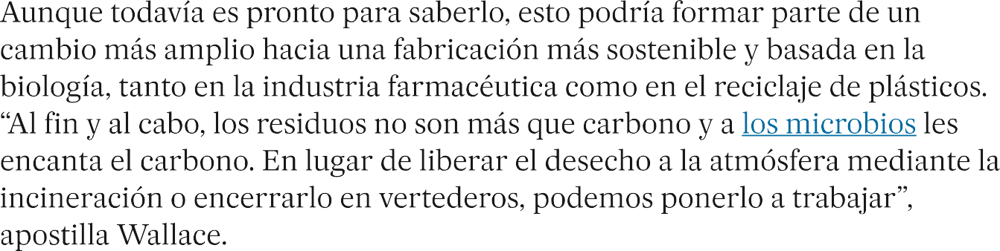 Aunque todavía es pronto para saberlo, esto podría formar parte de un
cambio más amplio hacia una fabricación más sostenible y basada en la
biología, tanto en la industria farmacéutica como en el reciclaje de plásticos.
“Al fin y al cabo, los residuos no son más que carbono y a los microbios les
encanta el carbono. En lugar de liberar el desecho a la atmósfera mediante la
incineración o encerrarlo en vertederos, podemos ponerlo a trabajar”,
apostilla Wallace.